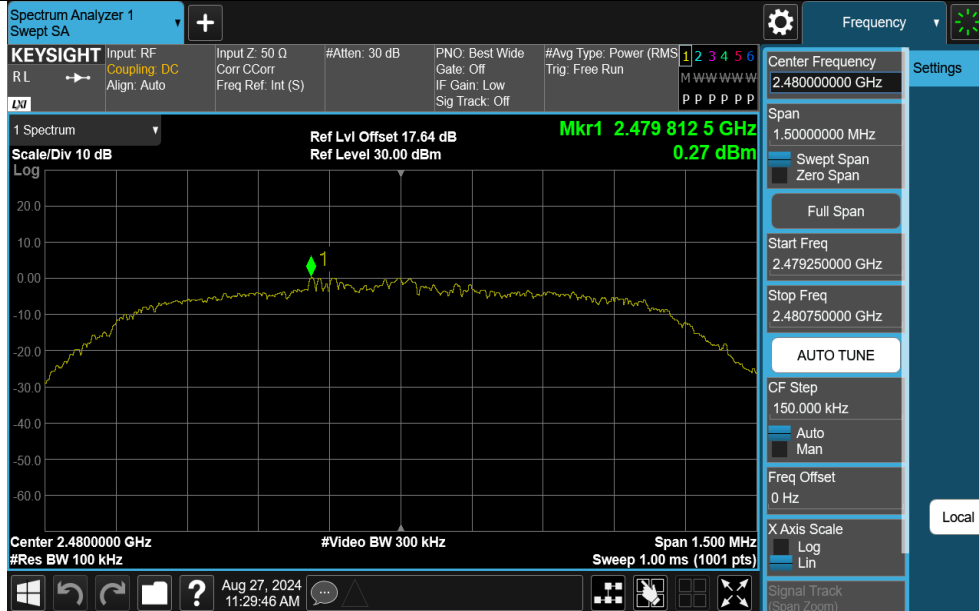 Spectrum Analyzer 1
Swept SA
+
Frequency
KEYSIGHT
RL
LXI
Input: RF
Coupling: DC
Align: Auto
Input Z: 50 Ω
Corr CCorr
Freq Ref: Int (S)
#Atten: 30 dB
PNO: Best Wide
Gate: Off
IF Gain: Low
Sig Track: Off
#Avg Type: Power (RMS
Trig: Free Run
1 2 3 4 5 6
M W W W W W
P P P P P P
1 Spectrum
Scale/Div 10 dB
Log
Ref Lvl Offset 17.64 dB
Ref Level 30.00 dBm
Mkr1 2.479 812 5 GHz
0.27 dBm
20.0
10.0
0.00
-10.0
-20.0
-30.0
-40.0
-50.0
-60.0
1
Center 2.4800 GHz
#Res BW 100 kHz
#Video BW 300 kHz
Span 1.500 MHz
Sweep 1.00 ms (1001 pts)
?
Aug 27, 2024
11:29:46 AM
Center Frequency
2.480000000 GHz
Span
1.50000000 MHz
Swept Span
Zero Span
Full Span
Start Freq
2.479250000 GHz
Stop Freq
2.480750000 GHz
AUTO TUNE
CF Step
150.000 kHz
Auto
Man
Freq Offset
0 Hz
X Axis Scale
Log
Lin
Signal Track
(Span Zoom)
Settings
Local